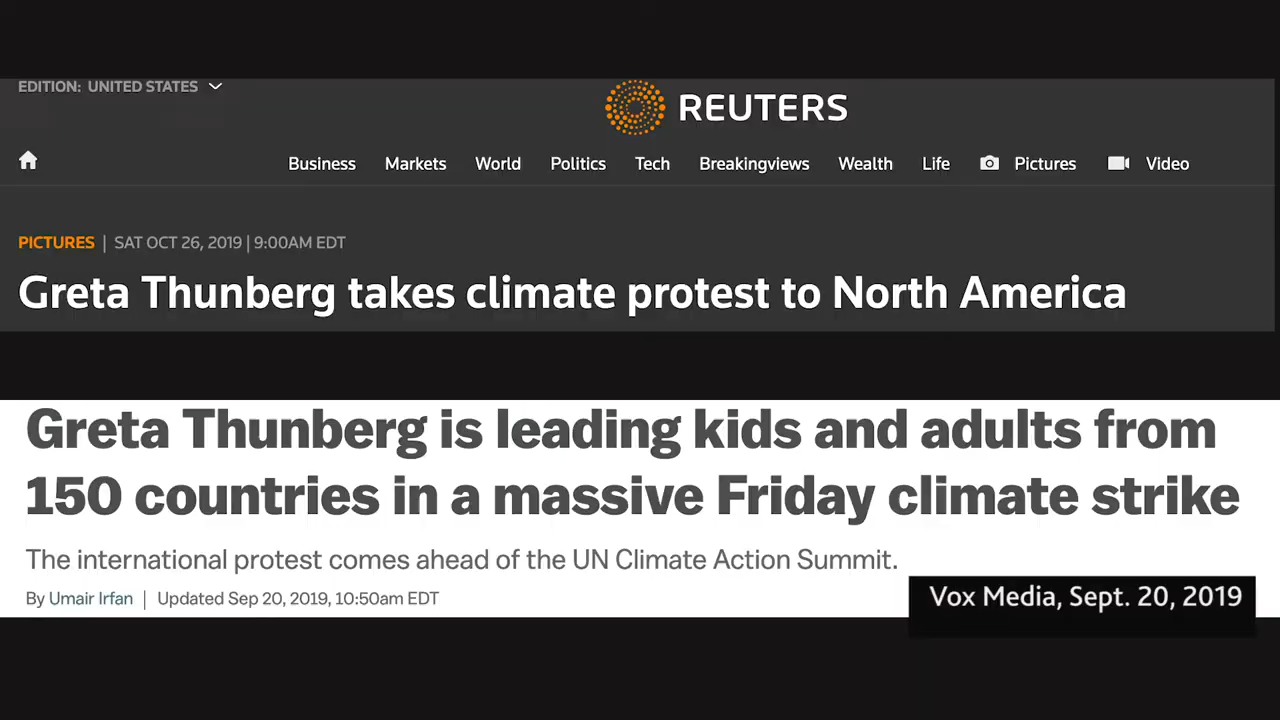 EDITION: UNITED STATES
REUTERS
Business Markets World Politics Tech Breakingviews Wealth Life Pictures Video
PICTURES | SAT OCT 26, 2019 | 9:00AM EDT
Greta Thunberg takes climate protest to North America
Greta Thunberg is leading kids and adults from
150 countries in a massive Friday climate strike
The international protest comes ahead of the UN Climate Action Summit.
By Umair Irfan | Updated Sep 20, 2019, 10:50am EDT
Vox Media, Sept. 20, 2019